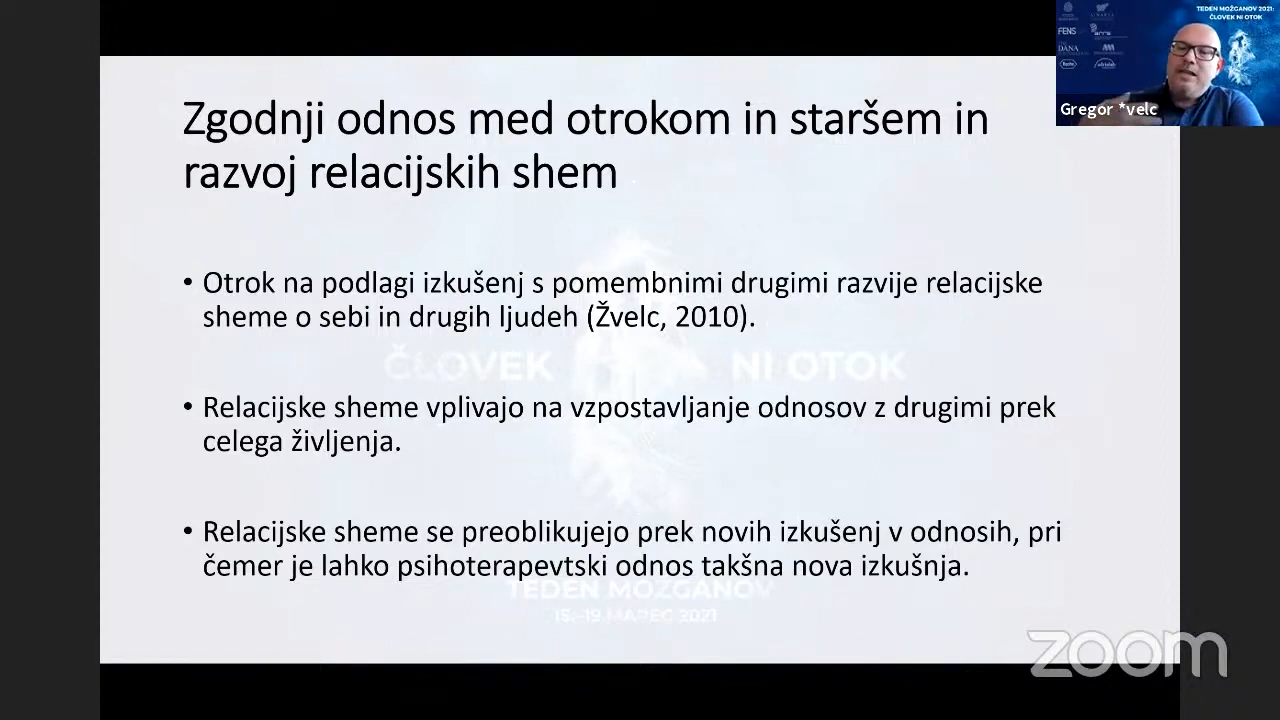 Zgodnji odnos med otrokom in staršem in
razvoj relacijskih shem
• Otrok na podlagi izkušenj s pomembnimi drugimi razvije relacijske
sheme o sebi in drugih ljudeh (Žvelc, 2010).
ČLOVEK NI OTOK
• Relacijske sheme vplivajo na vzpostavljanje odnosov z drugimi prek
celega življenja.
• Relacijske sheme se preoblikujejo prek novih izkušenj v odnosih, pri
čemer je lahko psihoterapevtski odnos takšna nova izkušnja.
TEDEN MOŽGANOV
15.-19 MAREC 2021
zoom
TEDEN MOŽGANOV 2021:
ČLOVEK NI OTOK
FENS
DANA
Roche
Gregor *velc